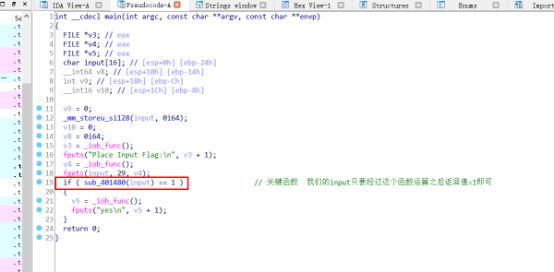 IDA View-A Pseudocode-A Strings window Hex View-1 Structures Enums Import
int __cdecl main(int argc, const char **argv, const char **envp)
2 {
3 FILE *v3; // eax
4 FILE *v4; // eax
5 FILE *v5; // eax
6 char input[16]; // [esp+0h] [ebp-24h]
7 __int64 v8; // [esp+10h] [ebp-14h]
8 int v9; // [esp+18h] [ebp-Ch]
9 __int16 v10; // [esp+1Ch] [ebp-8h]
10
11 v9 = 0;
12 _mm_storeu_si128(input, 0i64);
13 v10 = 0;
14 v8 = 0i64;
15 v3 = _iob_func();
16 fputs("Place Input Flag:\n", v3 + 1);
17 v4 = _iob_func();
18 fgets(input, 29, v4);
19 if ( sub_401480(input) == 1 ) // 关键函数 我们的input只要经过这个函数运算之后返回值=1即可
20 {
21 v5 = _iob_func();
22 fputs("yes\n", v5 + 1);
23 }
24 return 0;
25 }